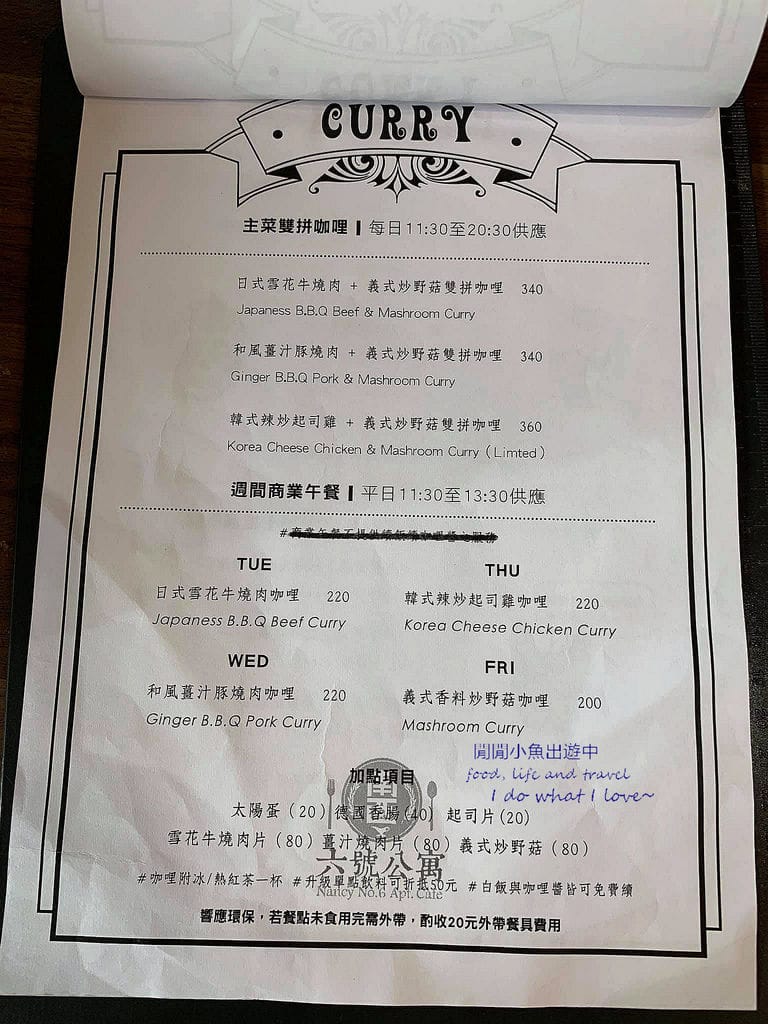 CURRY
主菜雙拼咖哩 | 每日11:30至20:30供應
日式雪花牛燒肉 + 義式炒野菇雙拼咖哩 340
Japaness B.B.Q Beef & Mashroom Curry
和風薑汁豚燒肉 + 義式炒野菇雙拼咖哩 340
Ginger B.B.Q Pork & Mashroom Curry
韓式辣炒起司雞 + 義式炒野菇雙拼咖哩 360
Korea Cheese Chicken & Mashroom Curry ( Limted )
週間商業午餐 | 平日11:30至13:30供應
TUE
日式雪花牛燒肉咖哩 220
Japaness B.B.Q Beef Curry
THU
韓式辣炒起司雞咖哩 220
Korea Cheese Chicken Curry
WED
和風薑汁豚燒肉咖哩 220
Ginger B.B.Q Pork Curry
FRI
義式香料炒野菇咖哩 200
Mashroom Curry
閒閒小魚出遊中
food, life and travel
I do what I love~
加點項目
太陽蛋 ( 20 ) 德國香腸 (40) 起司片 (20)
雪花牛燒肉片 ( 80 ) 薑汁燒肉片 ( 80 ) 義式炒野菇 ( 80 )
六號公寓
#咖哩附冰/熱紅茶一杯 #升級單點飲料可折抵50元 #白飯與咖哩醬皆可免費續
Nancy No.6 Apt. Cafe
響應環保，若餐點未食用完需外帶，酌收20元外帶餐具費用